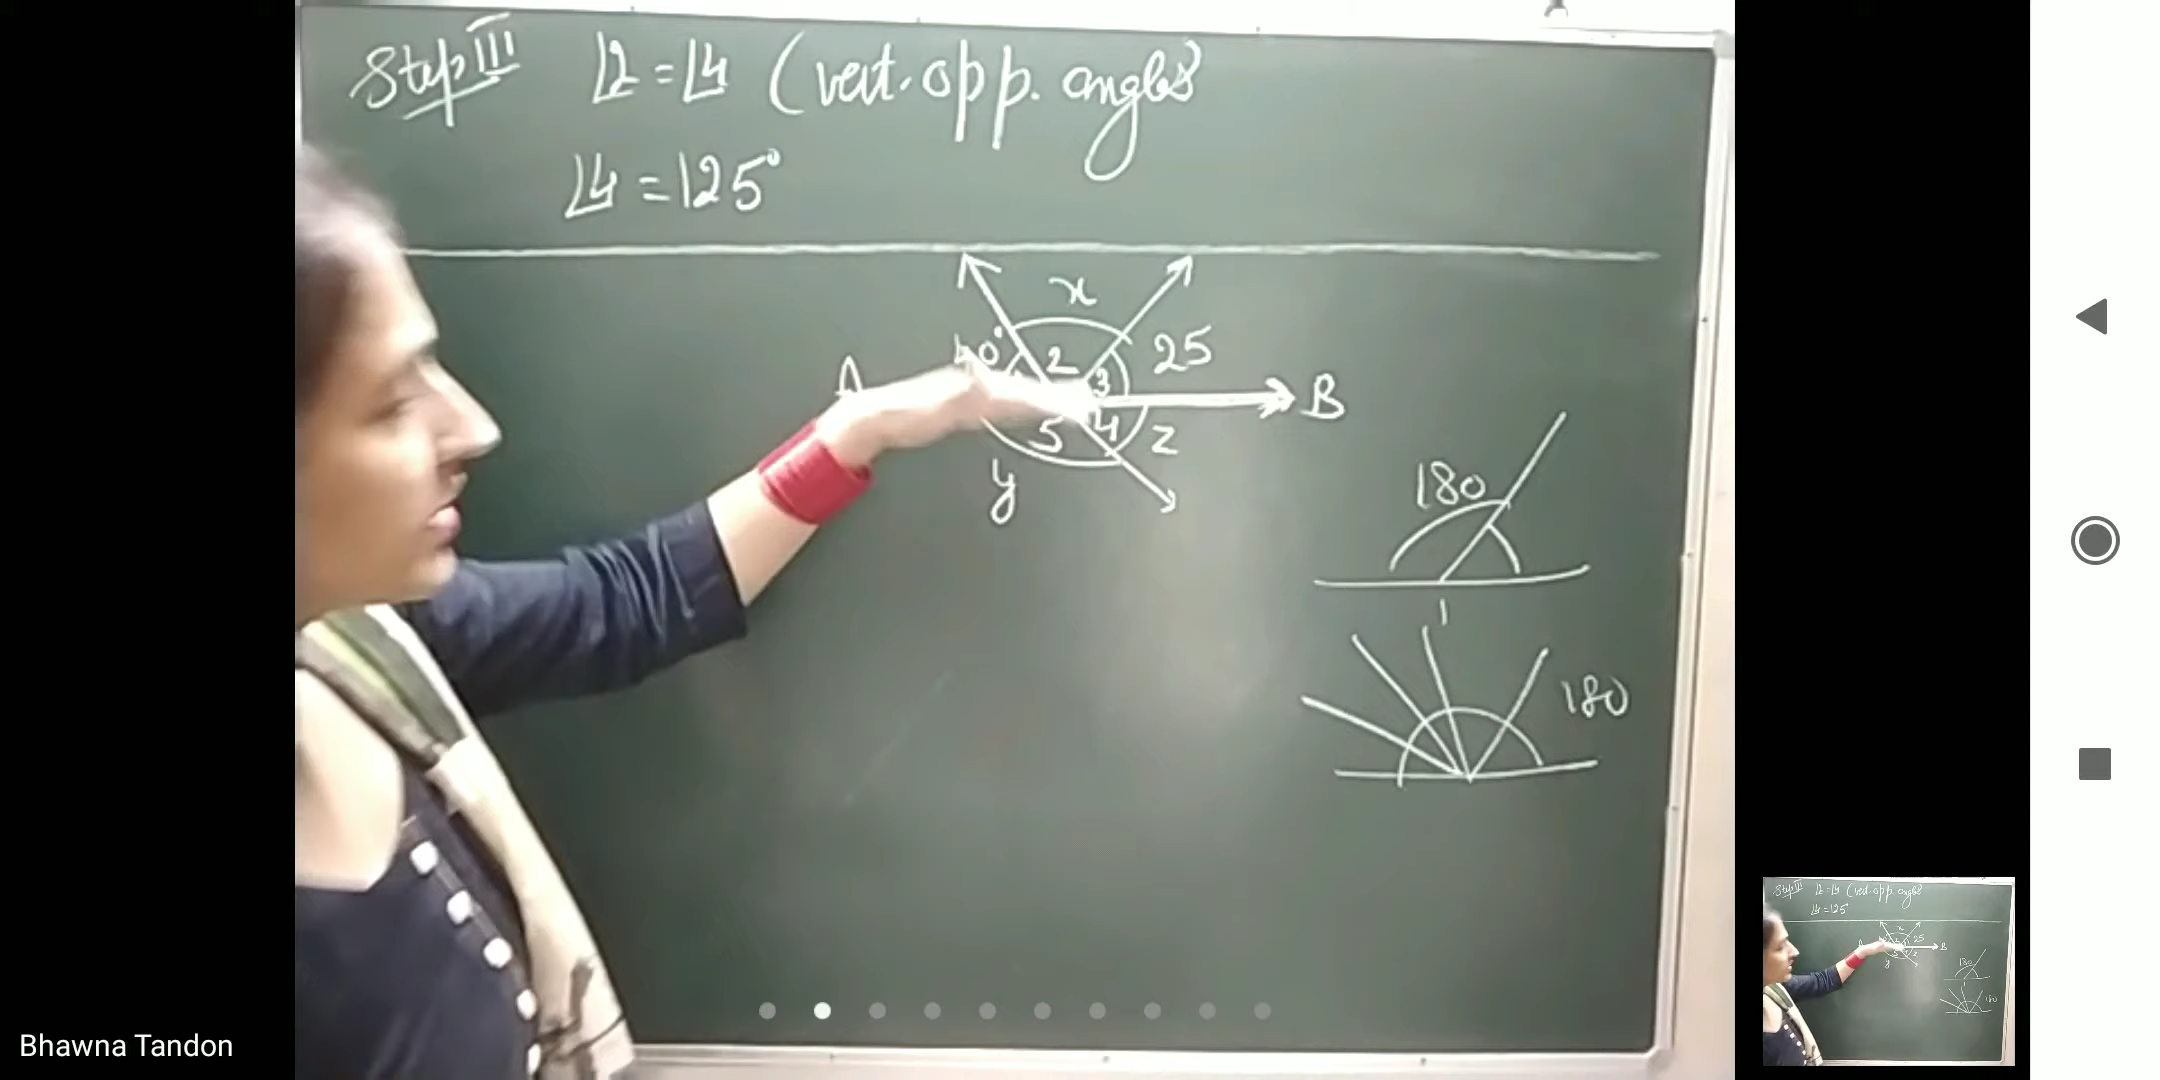 Step III ∠2 = ∠4 (vert. opp. angles
∠4 = 125°
x
40° 2 25
A 3 B
5 4 z
y
180
1
180
Bhawna Tandon